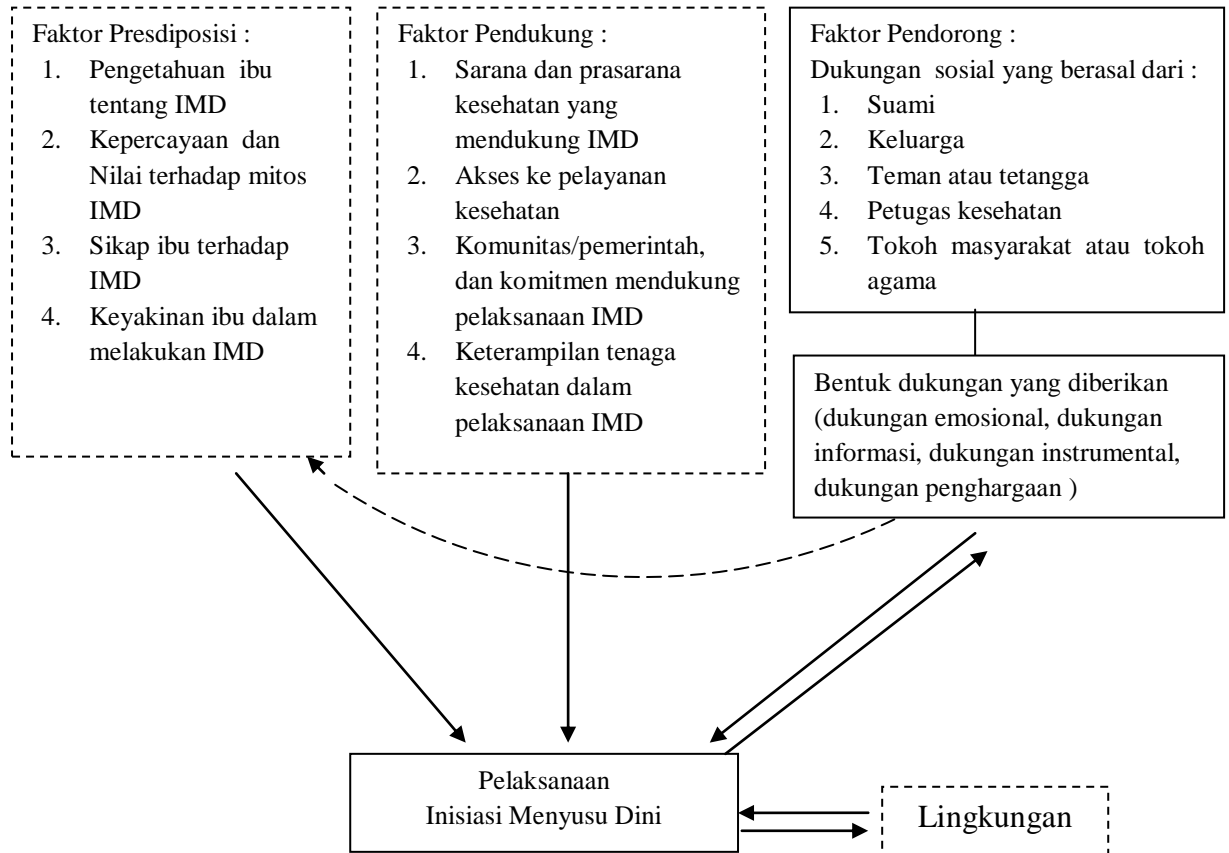 Faktor Presdiposisi :
1. Pengetahuan ibu
tentang IMD
2. Kepercayaan dan
Nilai terhadap mitos
IMD
3. Sikap ibu terhadap
IMD
4. Keyakinan ibu dalam
melakukan IMD
Faktor Pendukung :
1. Sarana dan prasarana
kesehatan yang
mendukung IMD
2. Akses ke pelayanan
kesehatan
3. Komunitas/pemerintah,
dan komitmen mendukung
pelaksanaan IMD
4. Keterampilan tenaga
kesehatan dalam
pelaksanaan IMD
Faktor Pendorong :
Dukungan sosial yang berasal dari :
1. Suami
2. Keluarga
3. Teman atau tetangga
4. Petugas kesehatan
5. Tokoh masyarakat atau tokoh
agama
Bentuk dukungan yang diberikan
(dukungan emosional, dukungan
informasi, dukungan instrumental,
dukungan penghargaan )
Pelaksanaan
Inisiasi Menyusu Dini
Lingkungan